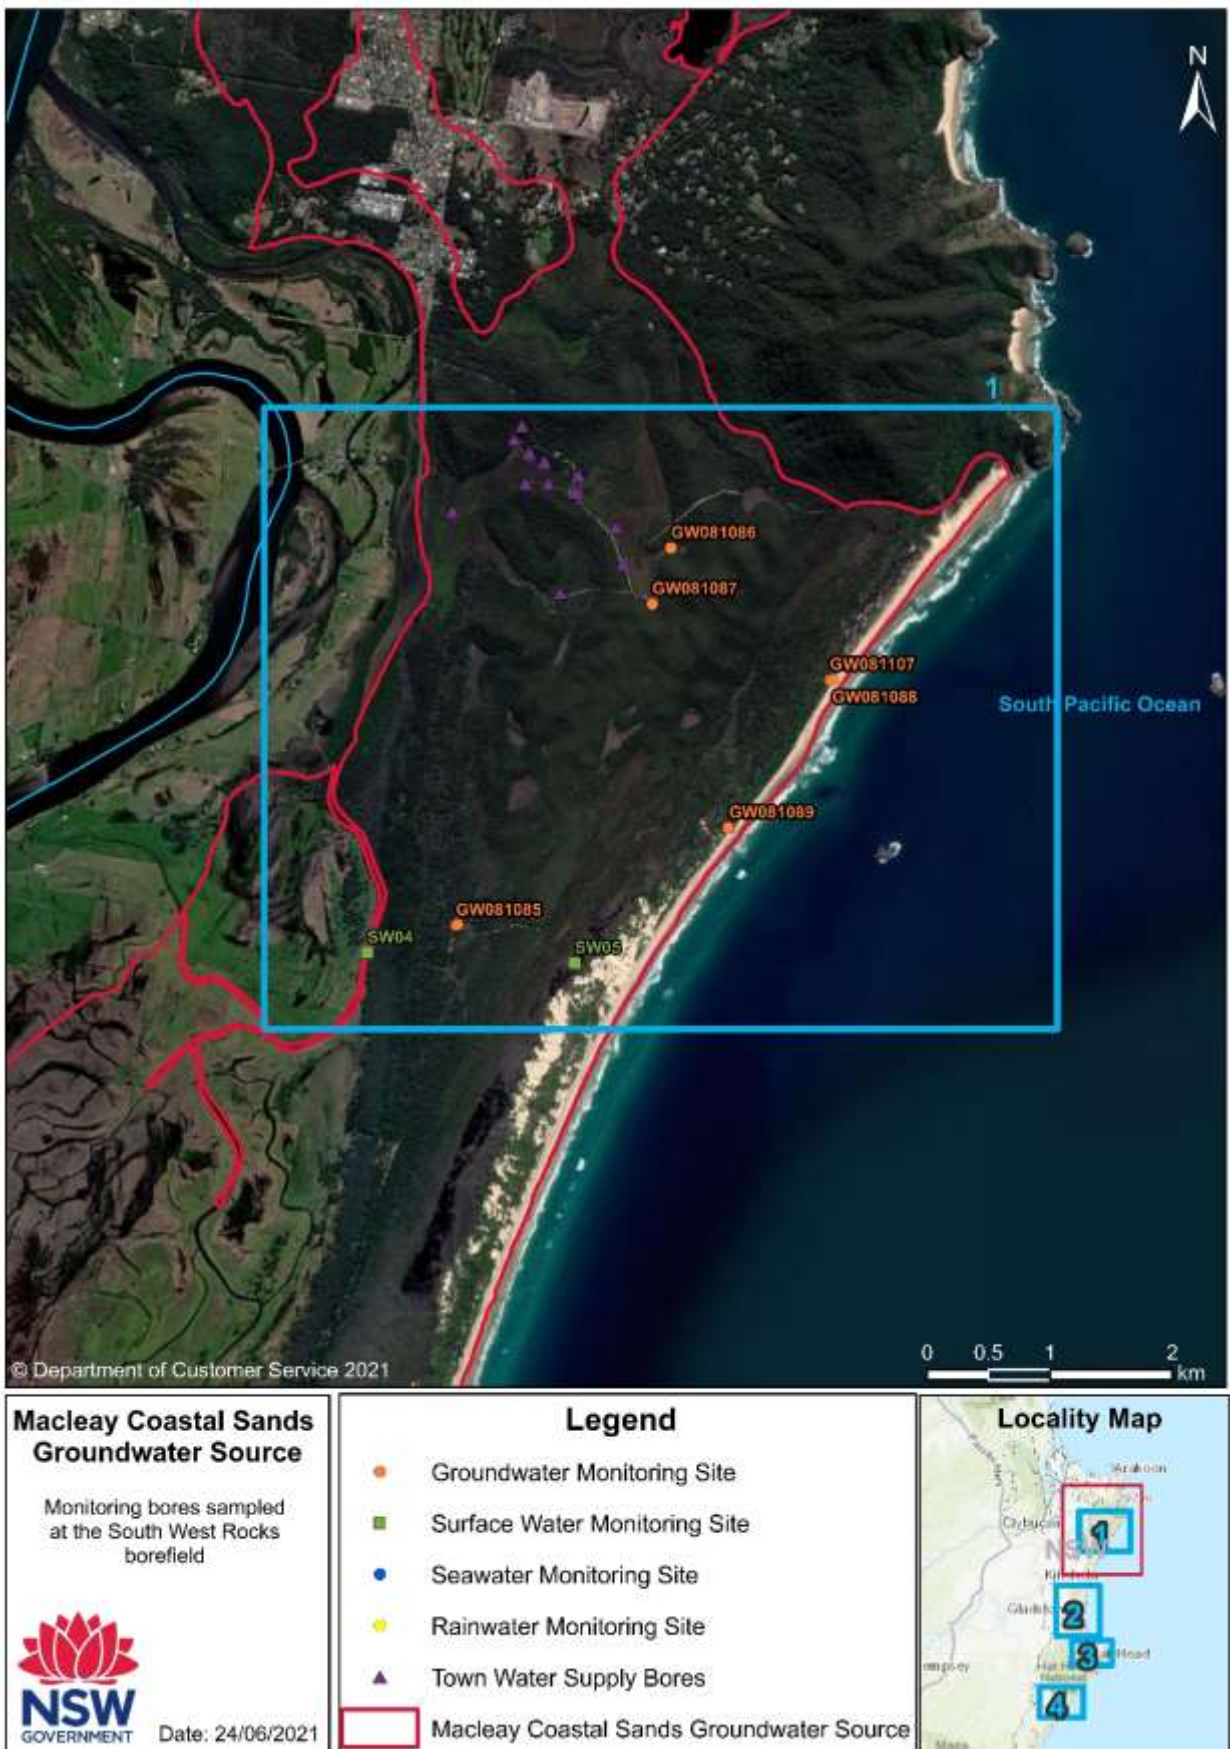 N
1
GW081086
GW081087
GW081107
GW081088
South Pacific Ocean
GW081089
GW081085
SW04
SW05
0 0.5 1 2
km
© Department of Customer Service 2021
Macleay Coastal Sands
Groundwater Source
Monitoring bores sampled
at the South West Rocks
borefield
NSW
GOVERNMENT
Date: 24/06/2021
Legend
Groundwater Monitoring Site
Surface Water Monitoring Site
Seawater Monitoring Site
Rainwater Monitoring Site
Town Water Supply Bores
Macleay Coastal Sands Groundwater Source
Locality Map
Arakoon
1
NSW
2
3
Head
4